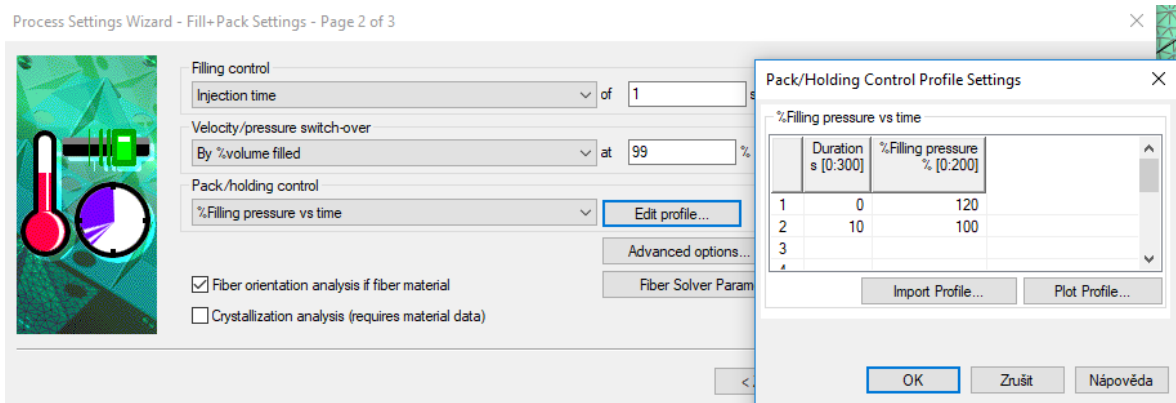 Process Settings Wizard - Fill+Pack Settings - Page 2 of 3
Filling control
Injection time of 1 s
Velocity/pressure switch-over
By %volume filled at 99 %
Pack/holding control
%Filling pressure vs time Edit profile...
Advanced options...
Fiber orientation analysis if fiber material Fiber Solver Param
Crystallization analysis (requires material data)
<
Pack/Holding Control Profile Settings
%Filling pressure vs time
Duration %Filling pressure
s [0:300] % [0:200]
1 0 120
2 10 100
3
4
Import Profile... Plot Profile...
OK Zrušit Nápověda